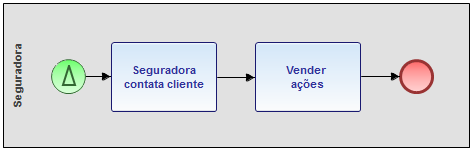 Seguradora
Seguradora
contata cliente
Vender
ações